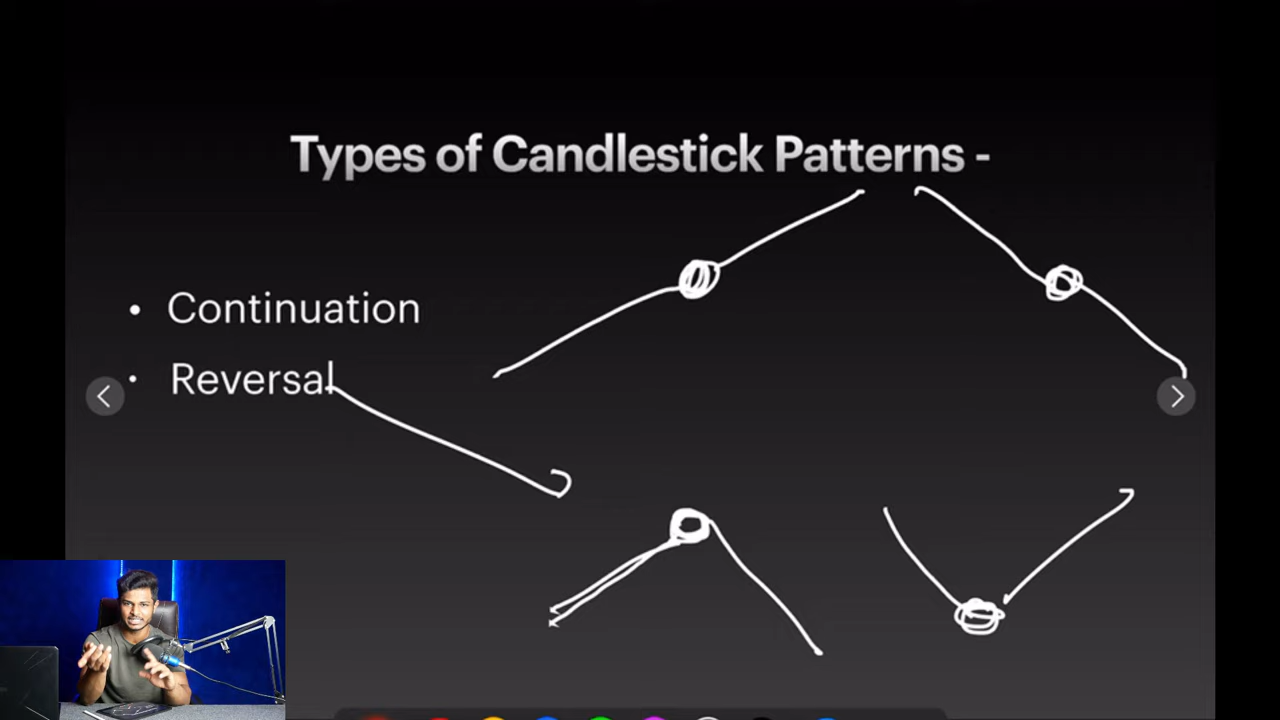 Types of Candlestick Patterns -
• Continuation
• Reversal